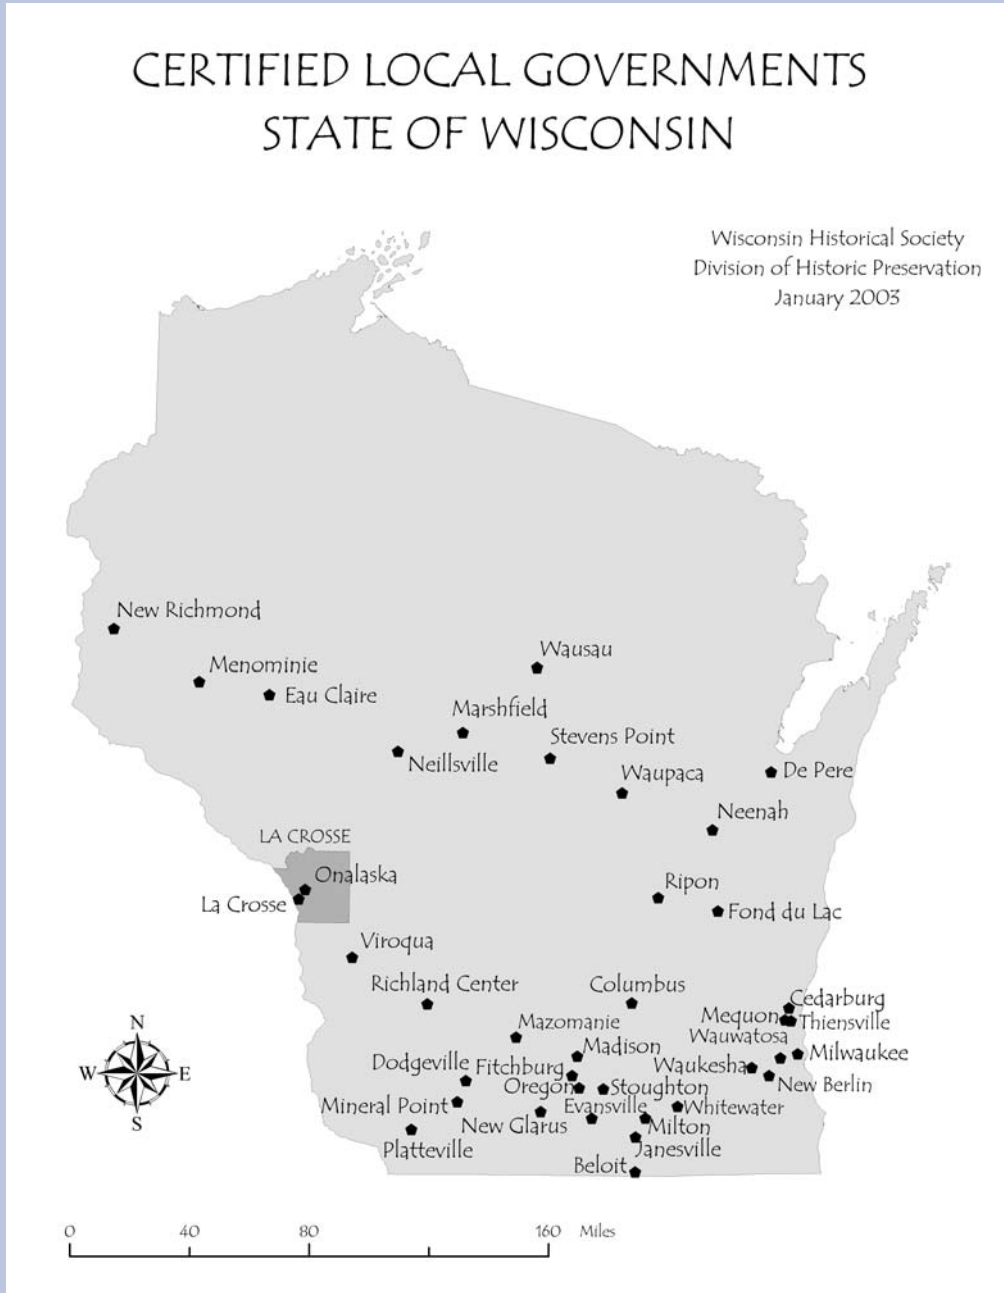 CERTIFIED LOCAL GOVERNMENTS
STATE OF WISCONSIN
Wisconsin Historical Society
Division of Historic Preservation
January 2003
New Richmond
Menominie
Eau Claire
Wausau
Marshfield
Neillsville
Stevens Point
Waupaca
De Pere
Neenah
LA CROSSE
Onalaska
La Crosse
Ripon
Fond du Lac
Viroqua
Richland Center
Columbus
Cedarburg
Mequon
Thiensville
Mazomanie
Wauwatosa
Madison
Milwaukee
Dodgeville
Fitchburg
Waukesha
New Berlin
Oregon
Stoughton
Mineral Point
Evansville
Whitewater
New Glarus
Milton
Platteville
Janesville
Beloit
N
W
E
S
0
40
80
160
Miles